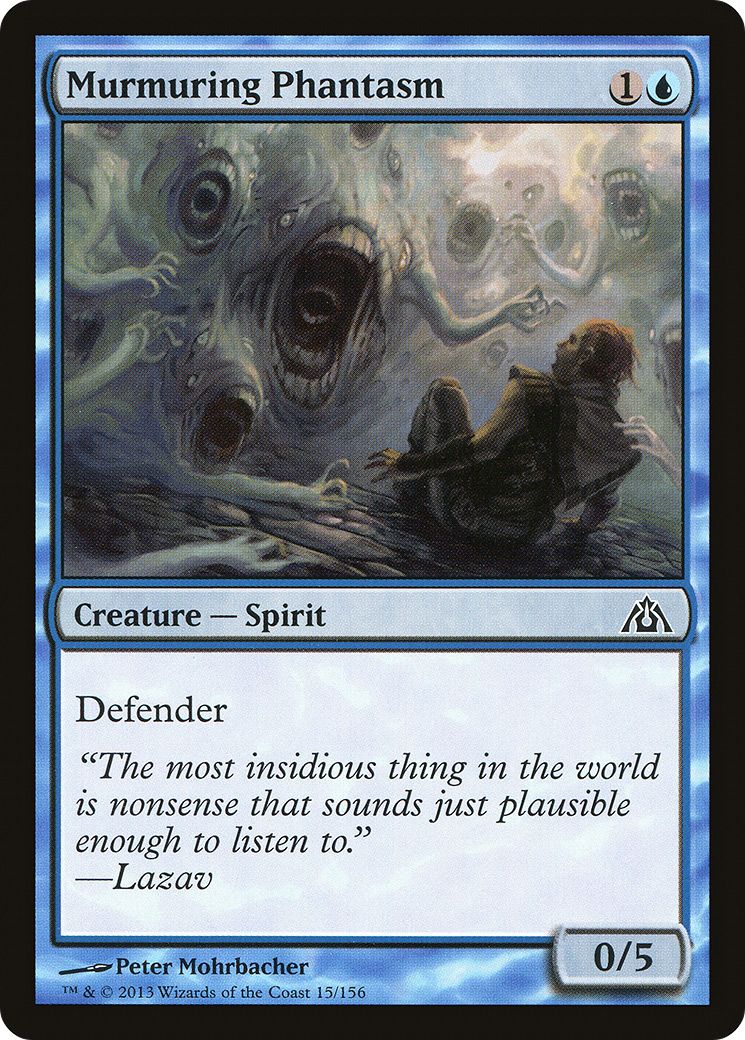 Murmuring Phantasm 1
Creature — Spirit
Defender
“The most insidious thing in the world
is nonsense that sounds just plausible
enough to listen to.”
—Lazav
0/5
Peter Mohrbacher
™ & © 2013 Wizards of the Coast 15/156